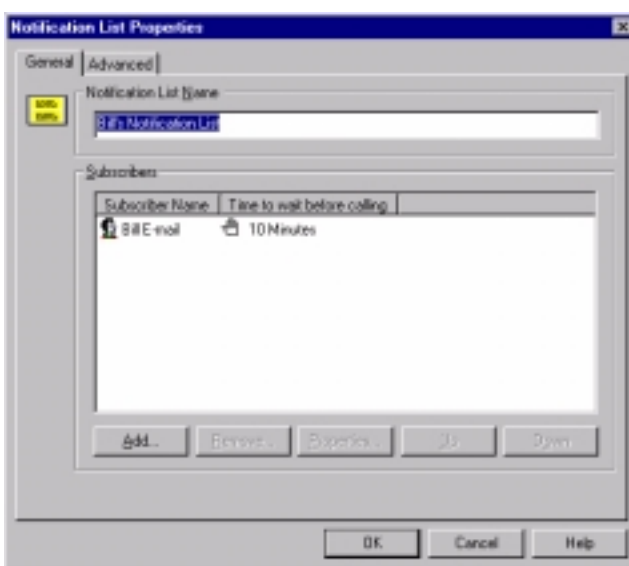 Notification List Properties
General Advanced
Notification List Name
Bill's Notification List
Subscribers
Subscriber Name Time to wait before calling
Bill E-mail 10 Minutes
Add... Remove... Properties... Up Down
OK Cancel Help